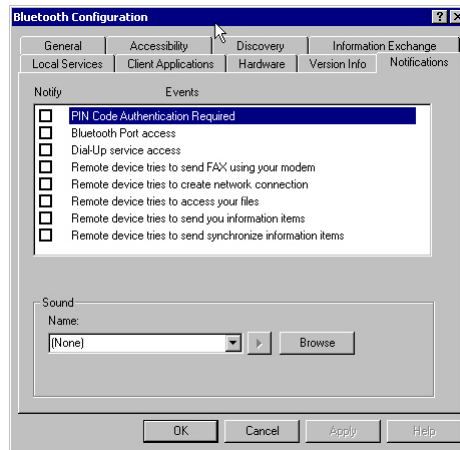 Bluetooth Configuration
General Accessibility Discovery Information Exchange
Local Services Client Applications Hardware Version Info Notifications
Notify Events
PIN Code Authentication Required
Bluetooth Port access
Dial-Up service access
Remote device tries to send FAX using your modem
Remote device tries to create network connection
Remote device tries to access your files
Remote device tries to send you information items
Remote device tries to send synchronize information items
Sound
Name:
(None) Browse
OK Cancel Apply Help